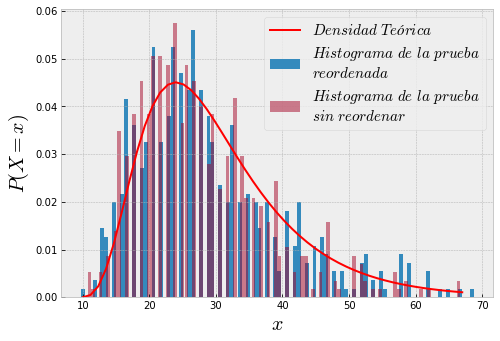 0.06
0.05
0.04
0.03
0.02
0.01
0.00
P(X = x)
Densidad Teórica
Histograma de la prueba
reordenada
Histograma de la prueba
sin reordenar
10 20 30 40 50 60 70
x